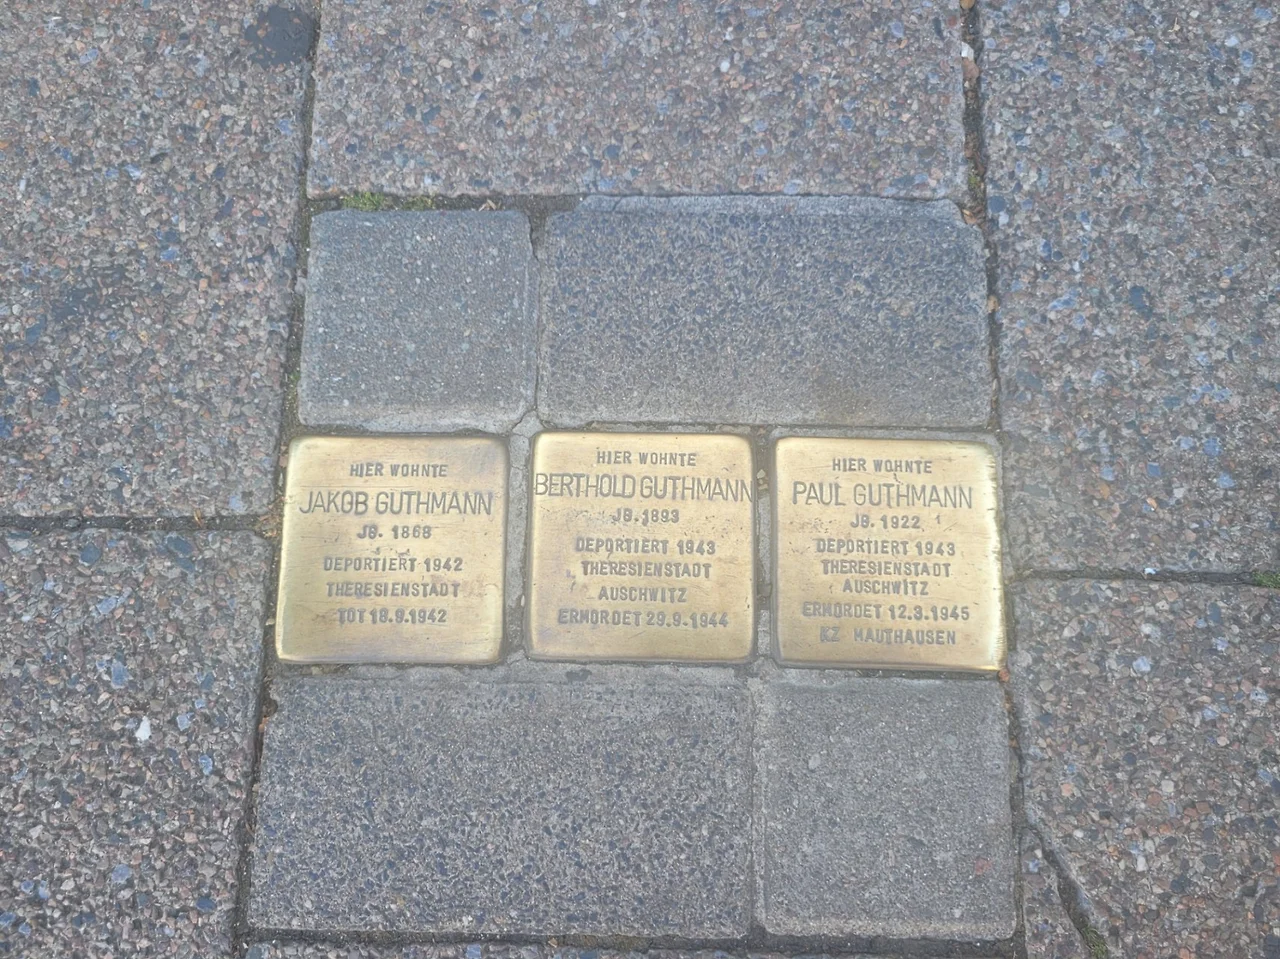 HIER WOHNTE
JAKOB GUTHMANN
JG. 1868
DEPORTIERT 1942
THERESIENSTADT
TOT 18.9.1942
HIER WOHNTE
BERTHOLD GUTHMANN
JG. 1893
DEPORTIERT 1943
THERESIENSTADT
AUSCHWITZ
ERMORDET 29.9.1944
HIER WOHNTE
PAUL GUTHMANN
JG. 1922
DEPORTIERT 1943
THERESIENSTADT
AUSCHWITZ
ERMORDET 12.3.1945
KZ MAUTHAUSEN